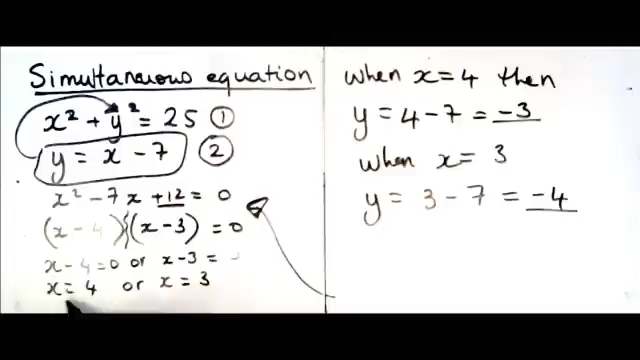 Simultanuous equation
x² + y² = 25 ①
y = x - 7 ②
x² - 7x + 12 = 0
(x - 4)(x - 3) = 0
x - 4 = 0 or x - 3 = 0
x = 4 or x = 3
when x = 4 then
y = 4 - 7 = -3
when x = 3
y = 3 - 7 = -4